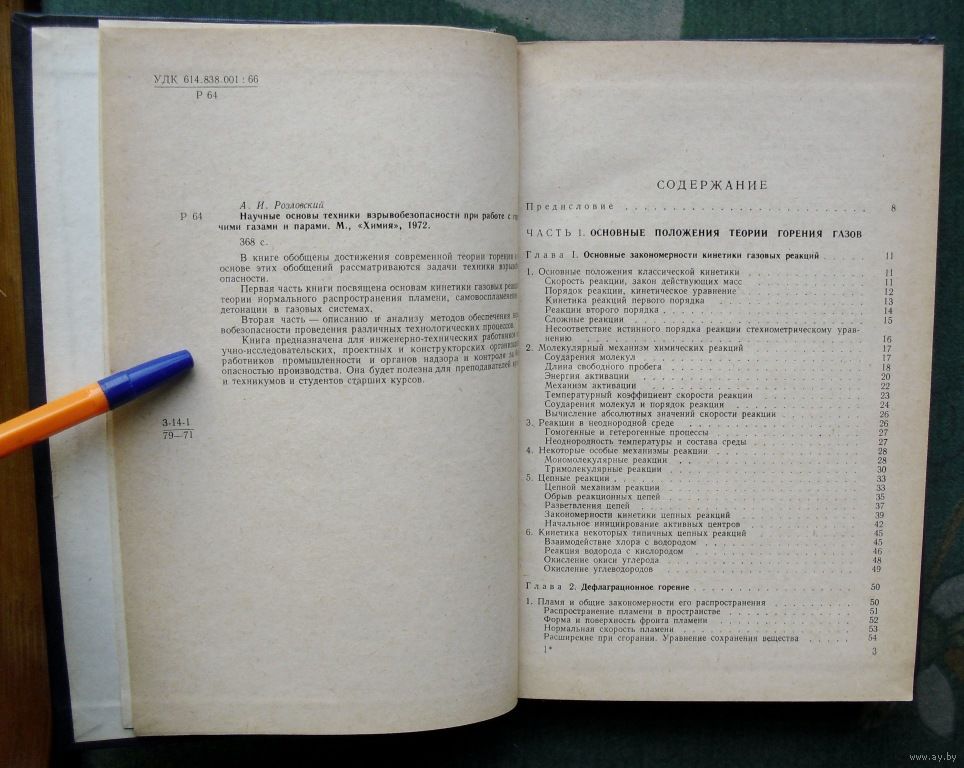 УДК 614.838.001 : 66
Р 64
А. И. Розловский
Р 64
Научные основы техники взрывобезопасности при работе с
чими газами и парами. М., «Химия», 1972.
368 с.
В книге обобщены достижения современной теории горения
основе этих обобщений рассматриваются задачи техники
опасности.
Первая часть книги посвящена основам кинетики газовых
теории нормального распространения пламени,
детонации в газовых системах.
Вторая часть — описанию и анализу методов обеспечения
вобезопасности проведения различных технологических процессов.
Книга предназначена для инженерно-технических работников
учно-исследовательских, проектных и конструкторских
работников промышленности и органов надзора и контроля
опасностью производства. Она будет полезна для преподавателей
и техникумов и студентов старших курсов.
3-14-1
79—71
СОДЕРЖАНИЕ
Предисловие . . . . . . . . . . 8
ЧАСТЬ I. ОСНОВНЫЕ ПОЛОЖЕНИЯ ТЕОРИИ ГОРЕНИЯ ГАЗОВ
Глава 1. Основные закономерности кинетики газовых реакций . . . 11
1. Основные положения классической кинетики . . . 11
Скорость реакции, закон действующих масс . . . 11
Порядок реакции, кинетическое уравнение . . . 12
Кинетика реакций первого порядка . . . 13
Реакции второго порядка . . . 14
Сложные реакции . . . 15
Несоответствие истинного порядка реакции стехиометрическому урав-
нению . . . 16
2. Молекулярный механизм химических реакций . . . 17
Соударения молекул . . . 17
Длина свободного пробега . . . 18
Энергия активации . . . 20
Механизм активации . . . 22
Температурный коэффициент скорости реакции . . . 23
Соударения молекул и порядок реакции . . . 24
Вычисление абсолютных значений скорости реакции . . . 26
3. Реакции в неоднородной среде . . . 26
Гомогенные и гетерогенные процессы . . . 27
Неоднородность температуры и состава среды . . . 27
4. Некоторые особые механизмы реакции . . . 28
Мономолекулярные реакции . . . 28
Тримолекулярные реакции . . . 30
5. Цепные реакции . . . 33
Цепной механизм реакции . . . 33
Обрыв реакционных цепей . . . 35
Разветвления цепей . . . 37
Закономерности кинетики цепных реакций . . . 39
Начальное инициирование активных центров . . . 42
6. Кинетика некоторых типичных цепных реакций . . . 45
Взаимодействие хлора с водородом . . . 45
Реакция водорода с кислородом . . . 46
Окисление окиси углерода . . . 48
Окисление углеводородов . . . 49
Глава 2. Дефлаграционное горение . . . 50
1. Пламя и общие закономерности его распространения . . . 50
Распространение пламени в пространстве . . . 51
Форма и поверхность фронта пламени . . . 52
Нормальная скорость пламени . . . 53
Расширение при сгорании. Уравнение сохранения вещества . . . 54
1*
3
www.ay.by